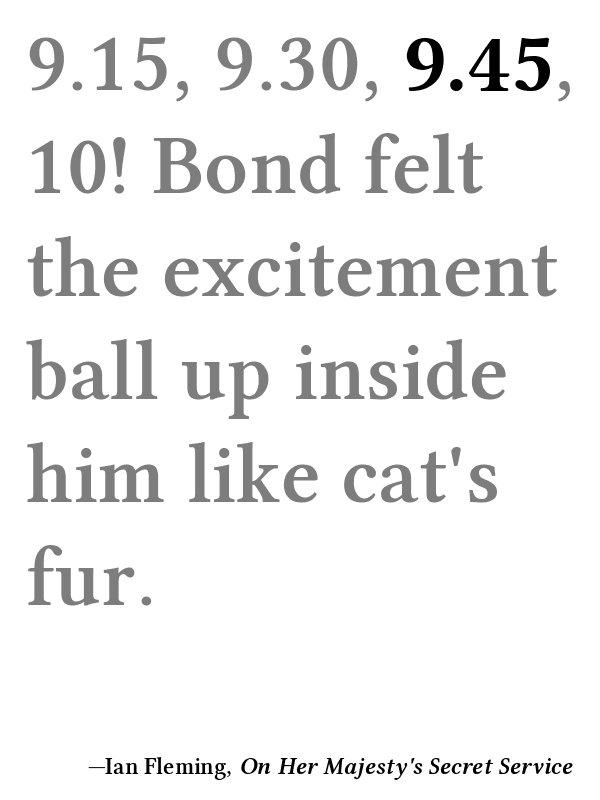 9.15, 9.30, 9.45,
10! Bond felt
the excitement
ball up inside
him like cat's
fur.
—Ian Fleming, On Her Majesty's Secret Service